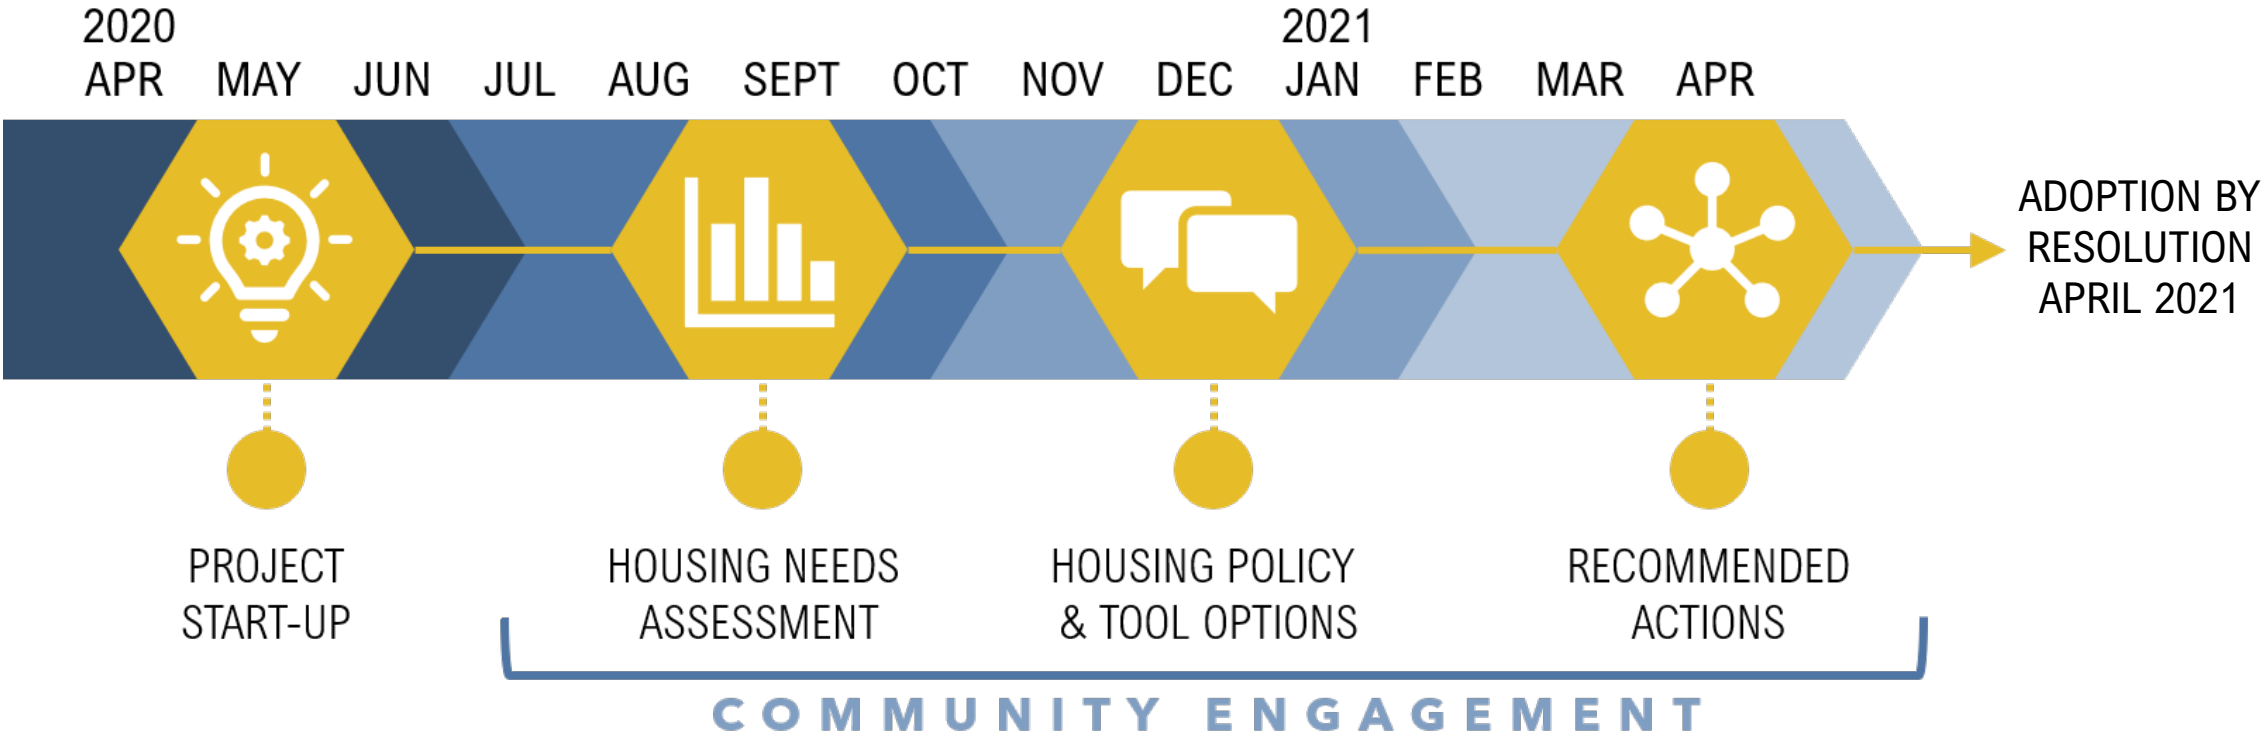 2020
2021
APR MAY JUN JUL AUG SEPT OCT NOV DEC JAN FEB MAR APR
ADOPTION BY
RESOLUTION
APRIL 2021
PROJECT
START-UP
HOUSING NEEDS
ASSESSMENT
HOUSING POLICY
& TOOL OPTIONS
RECOMMENDED
ACTIONS
COMMUNITY ENGAGEMENT